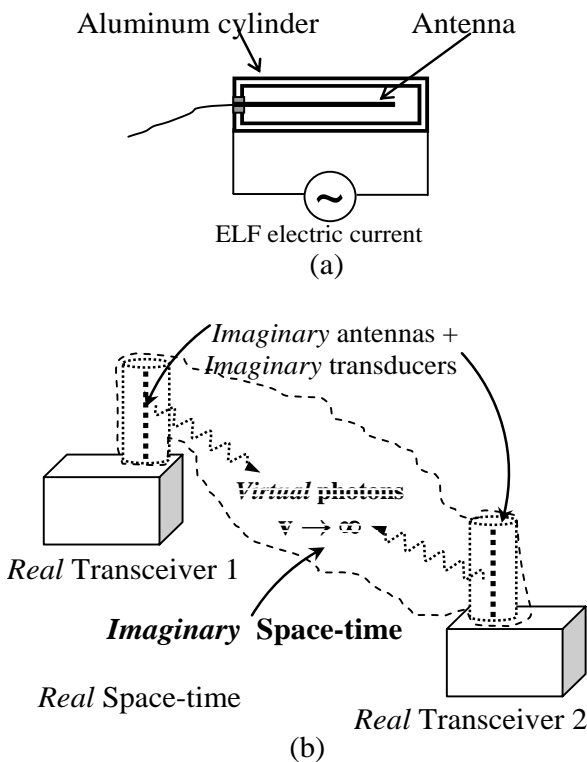 Aluminum cylinder Antenna
~
ELF electric current
(a)
Imaginary antennas +
Imaginary transducers
Virtual photons
v → ∞
Real Transceiver 1
Imaginary Space-time
Real Space-time
Real Transceiver 2
(b)